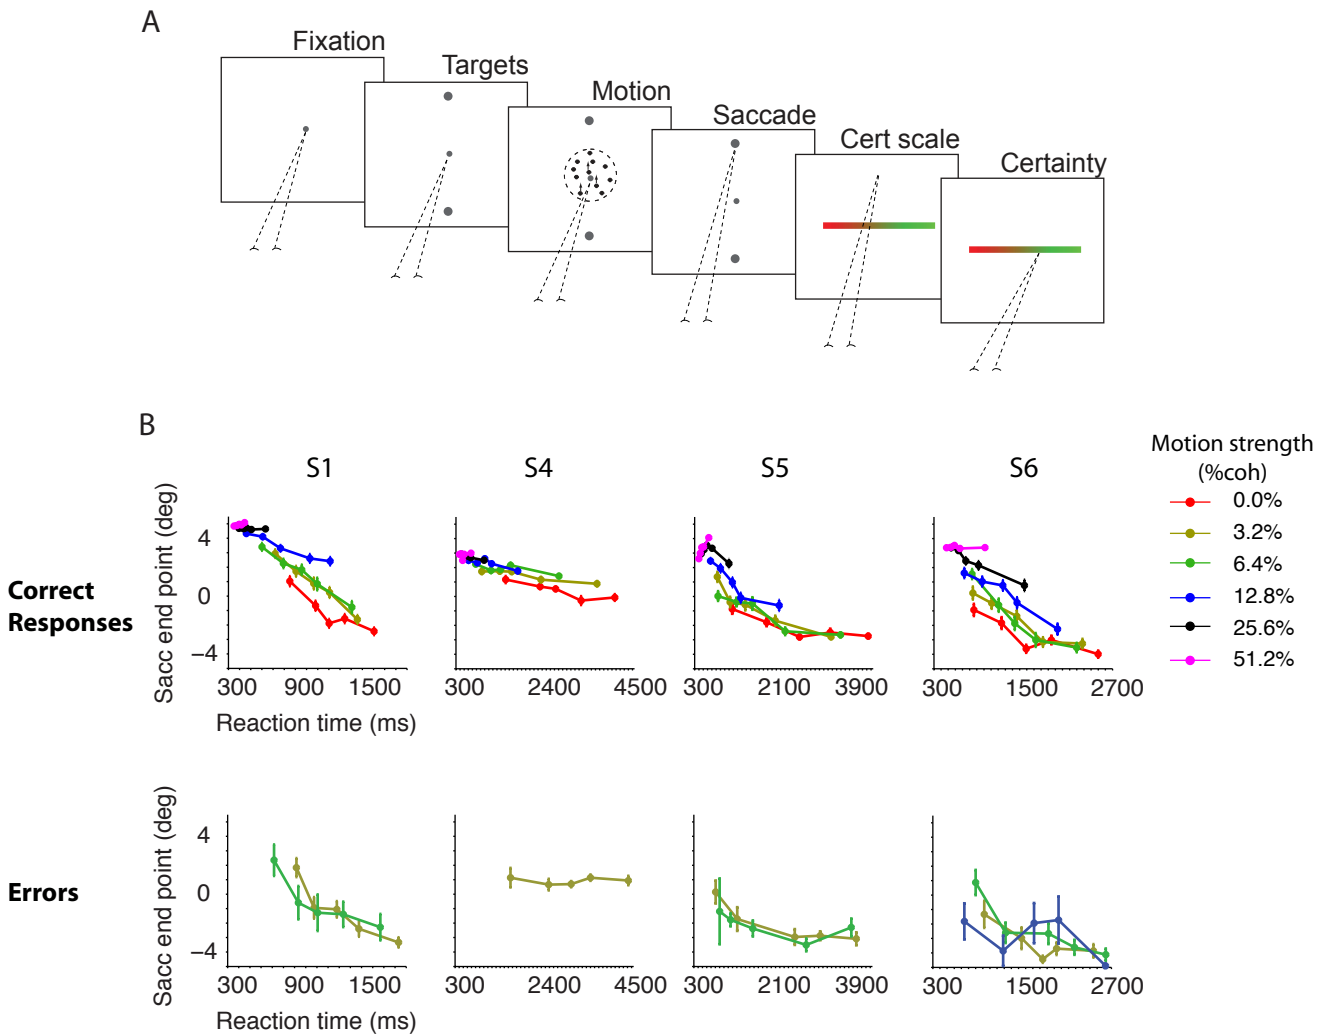 A
Fixation
Targets
Motion
Saccade
Cert scale
Certainty
B
S1
S4
S5
S6
Motion strength
(%coh)
0.0%
3.2%
6.4%
12.8%
25.6%
51.2%
Correct
Responses
Sacc end point (deg)
4
0
−4
300 900 1500
300 2400 4500
300 2100 3900
300 1500 2700
Reaction time (ms)
Errors
Sacc end point (deg)
4
0
−4
300 900 1500
300 2400 4500
300 2100 3900
300 1500 2700
Reaction time (ms)